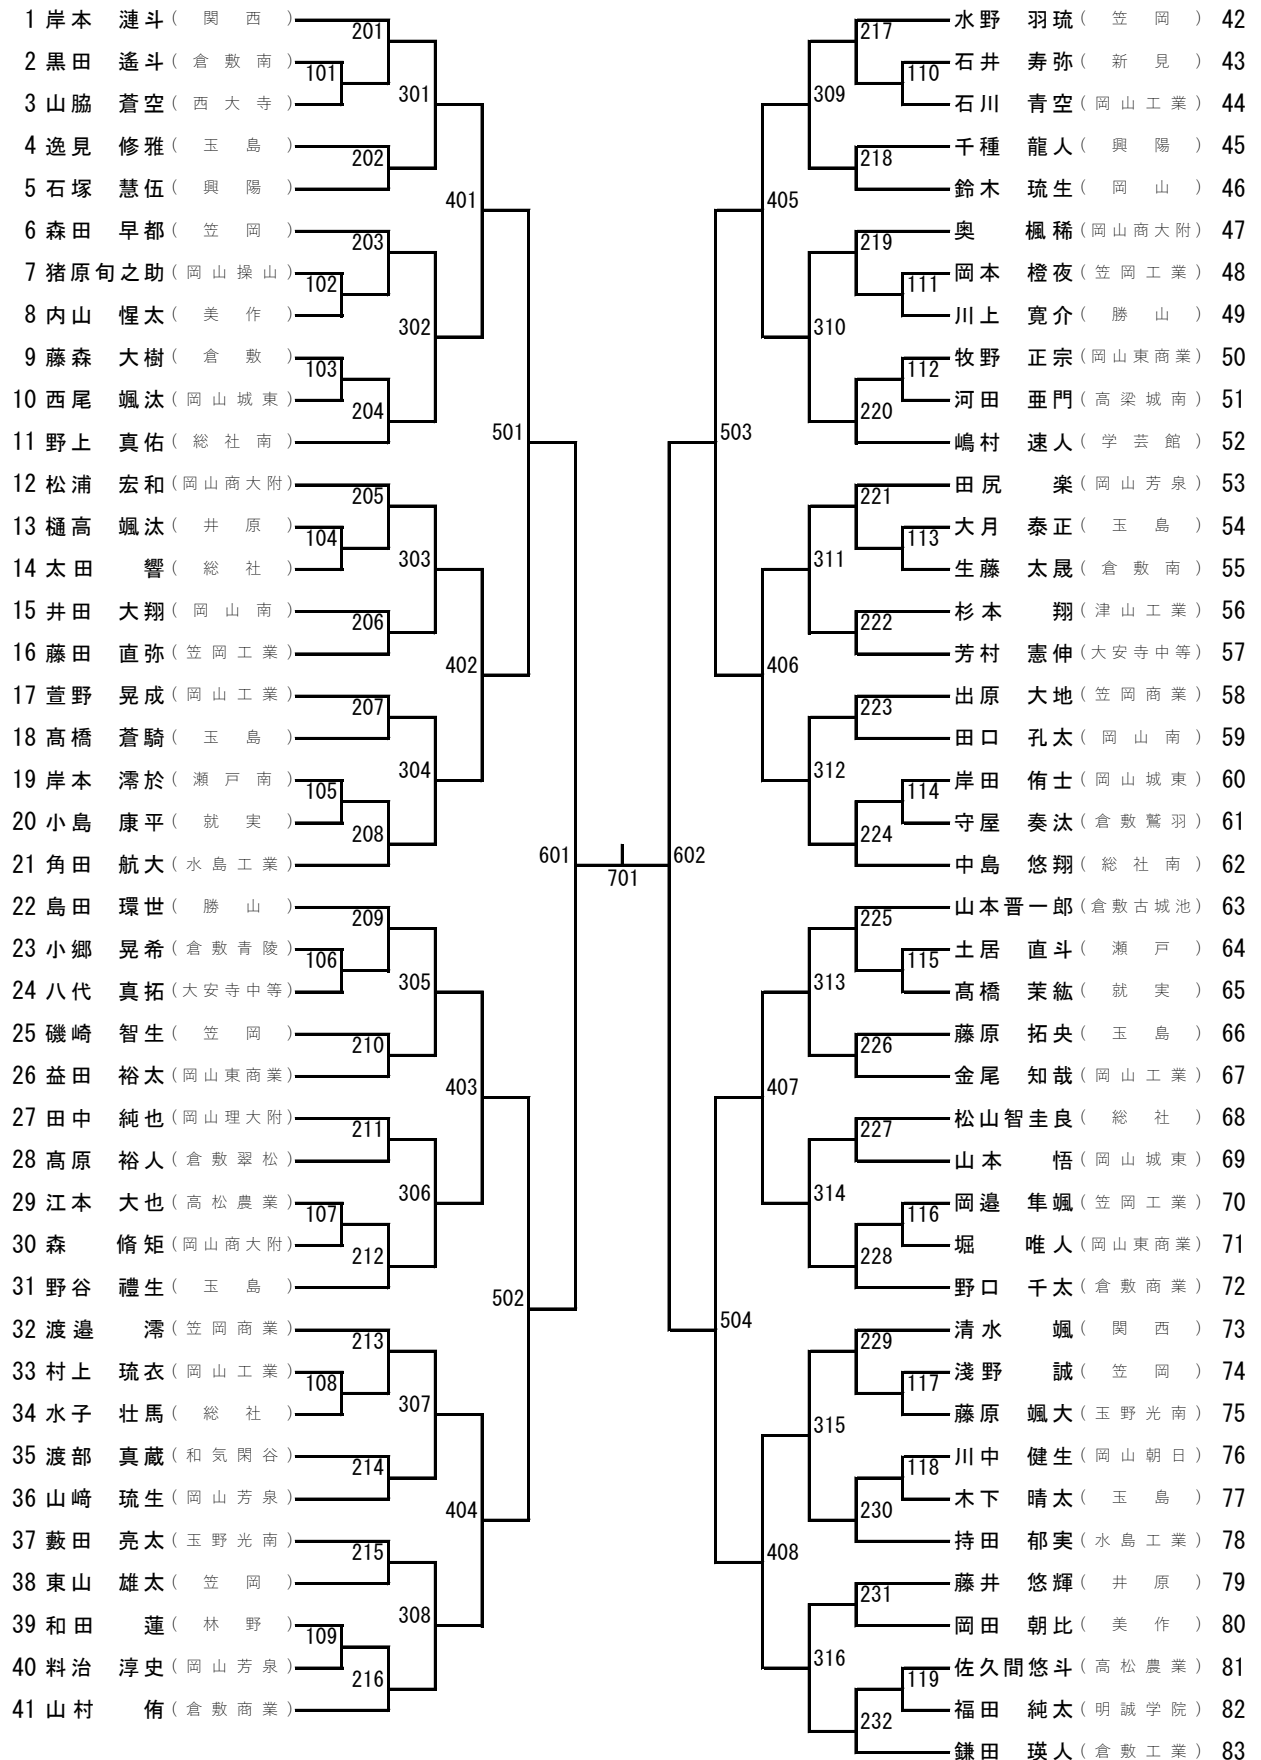 1 岸本 漣斗 (関西)
2 黒田 遙斗 (倉敷南)
3 山脇 蒼空 (西大寺)
4 逸見 修雅 (玉島)
5 石塚 慧伍 (興陽)
6 森田 早都 (笠岡)
7 猪原旬之助 (岡山操山)
8 内山 惺太 (美作)
9 藤森 大樹 (倉敷)
10 西尾 颯汰 (岡山城東)
11 野上 真佑 (総社南)
12 松浦 宏和 (岡山商大附)
13 樋高 颯汰 (井原)
14 太田 響 (総社)
15 井田 大翔 (岡山南)
16 藤田 直弥 (笠岡工業)
17 萱野 晃成 (岡山工業)
18 髙橋 蒼騎 (玉島)
19 岸本 澪於 (瀬戸南)
20 小島 康平 (就実)
21 角田 航大 (水島工業)
22 島田 環世 (勝山)
23 小郷 晃希 (倉敷青陵)
24 八代 真拓 (大安寺中等)
25 磯崎 智生 (笠岡)
26 益田 裕太 (岡山東商業)
27 田中 純也 (岡山理大附)
28 髙原 裕人 (倉敷翠松)
29 江本 大也 (高松農業)
30 森 脩矩 (岡山商大附)
31 野谷 禮生 (玉島)
32 渡邉 澪 (笠岡商業)
33 村上 琉衣 (岡山工業)
34 水子 壮馬 (総社)
35 渡部 真蔵 (和気閑谷)
36 山﨑 琉生 (岡山芳泉)
37 藪田 亮太 (玉野光南)
38 東山 雄太 (笠岡)
39 和田 蓮 (林野)
40 料治 淳史 (岡山芳泉)
41 山村 侑 (倉敷商業)
101
102
103
104
105
106
107
108
109
201
202
203
204
205
206
207
208
209
210
211
212
213
214
215
216
301
302
303
304
305
306
307
308
401
402
403
404
501
502
601
701
602
503
504
405
406
407
408
309
310
311
312
313
314
315
316
217
218
219
220
221
222
223
224
225
226
227
228
229
230
231
232
110
111
112
113
114
115
116
117
118
119
水野 羽琉 (笠岡) 42
石井 寿弥 (新見) 43
石川 青空 (岡山工業) 44
千種 龍人 (興陽) 45
鈴木 琉生 (岡山) 46
奥 楓稀 (岡山商大附) 47
岡本 橙夜 (笠岡工業) 48
川上 寛介 (勝山) 49
牧野 正宗 (岡山東商業) 50
河田 亜門 (高梁城南) 51
嶋村 速人 (学芸館) 52
田尻 楽 (岡山芳泉) 53
大月 泰正 (玉島) 54
生藤 太晟 (倉敷南) 55
杉本 翔 (津山工業) 56
芳村 憲伸 (大安寺中等) 57
出原 大地 (笠岡商業) 58
田口 孔太 (岡山南) 59
岸田 侑士 (岡山城東) 60
守屋 奏汰 (倉敷鷲羽) 61
中島 悠翔 (総社南) 62
山本晋一郎 (倉敷古城池) 63
土居 直斗 (瀬戸) 64
髙橋 茉紘 (就実) 65
藤原 拓央 (玉島) 66
金尾 知哉 (岡山工業) 67
松山智圭良 (総社) 68
山本 悟 (岡山城東) 69
岡邉 隼颯 (笠岡工業) 70
堀 唯人 (岡山東商業) 71
野口 千太 (倉敷商業) 72
清水 颯 (関西) 73
淺野 誠 (笠岡) 74
藤原 颯大 (玉野光南) 75
川中 健生 (岡山朝日) 76
木下 晴太 (玉島) 77
持田 郁実 (水島工業) 78
藤井 悠輝 (井原) 79
岡田 朝比 (美作) 80
佐久間悠斗 (高松農業) 81
福田 純太 (明誠学院) 82
鎌田 瑛人 (倉敷工業) 83